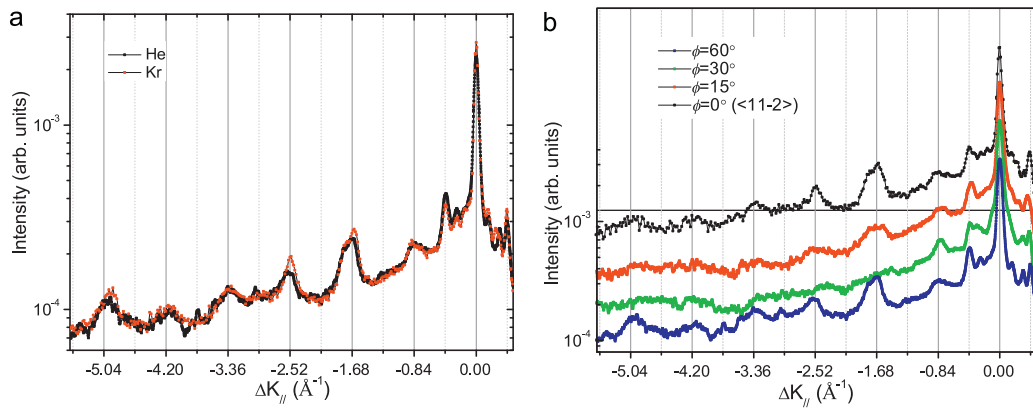 a
He
Kr
Intensity (arb. units)
10⁻³
10⁻⁴
-5.04 -4.20 -3.36 -2.52 -1.68 -0.84 0.00
ΔK// (Å⁻¹)
b
ϕ=60°
ϕ=30°
ϕ=15°
ϕ=0° (<11-2>)
Intensity (arb. units)
10⁻³
10⁻⁴
-5.04 -4.20 -3.36 -2.52 -1.68 -0.84 0.00
ΔK// (Å⁻¹)